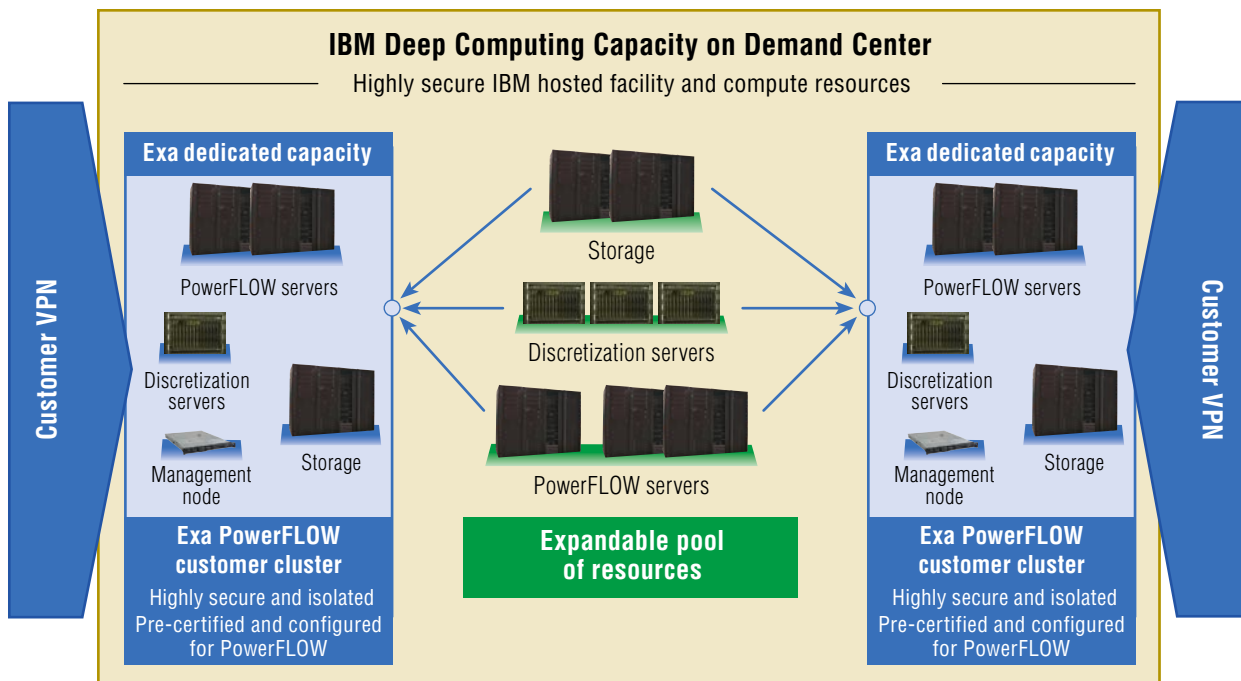 IBM Deep Computing Capacity on Demand Center
Highly secure IBM hosted facility and compute resources
Customer VPN
Exa dedicated capacity
PowerFLOW servers
Discretization
servers
Storage
Management
node
Exa PowerFLOW
customer cluster
Highly secure and isolated
Pre-certified and configured
for PowerFLOW
Storage
Discretization servers
PowerFLOW servers
Expandable pool
of resources
Exa dedicated capacity
PowerFLOW servers
Discretization
servers
Storage
Management
node
Exa PowerFLOW
customer cluster
Highly secure and isolated
Pre-certified and configured
for PowerFLOW
Customer VPN